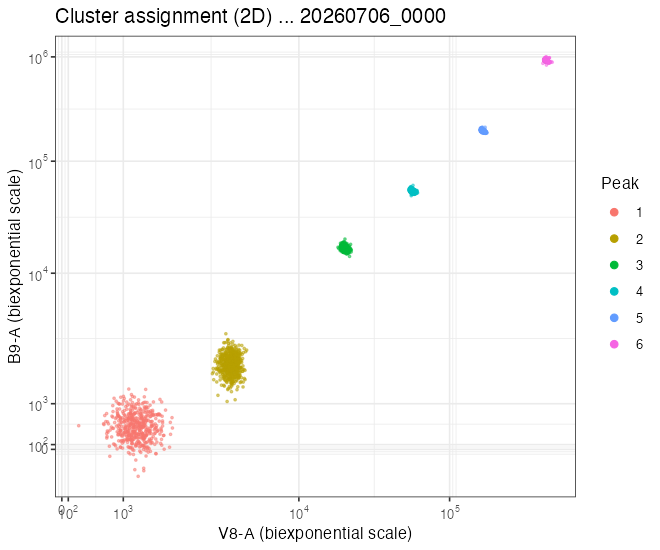 Cluster assignment (2D) ... 20260706_0000
10⁶
10⁵
10⁴
10³
10²
0
B9-A (biexponential scale)
0 10² 10³ 10⁴ 10⁵
V8-A (biexponential scale)
Peak
1
2
3
4
5
6